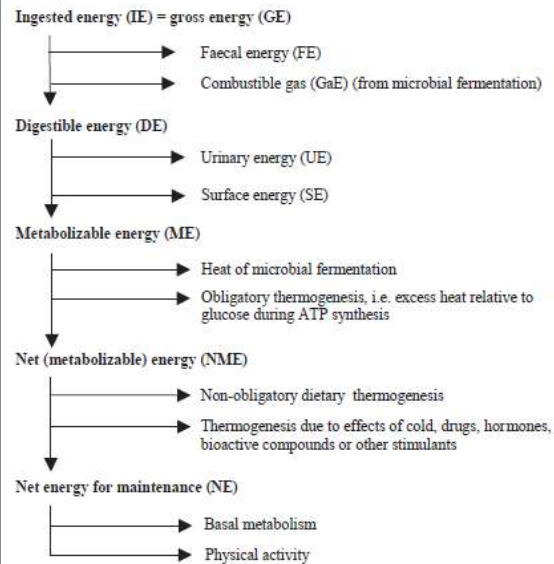 Ingested energy (IE) = gross energy (GE)
Faecal energy (FE)
Combustible gas (GaE) (from microbial fermentation)
Digestible energy (DE)
Urinary energy (UE)
Surface energy (SE)
Metabolizable energy (ME)
Heat of microbial fermentation
Obligatory thermogenesis, i.e. excess heat relative to
glucose during ATP synthesis
Net (metabolizable) energy (NME)
Non-obligatory dietary thermogenesis
Thermogenesis due to effects of cold, drugs, hormones,
bioactive compounds or other stimulants
Net energy for maintenance (NE)
Basal metabolism
Physical activity